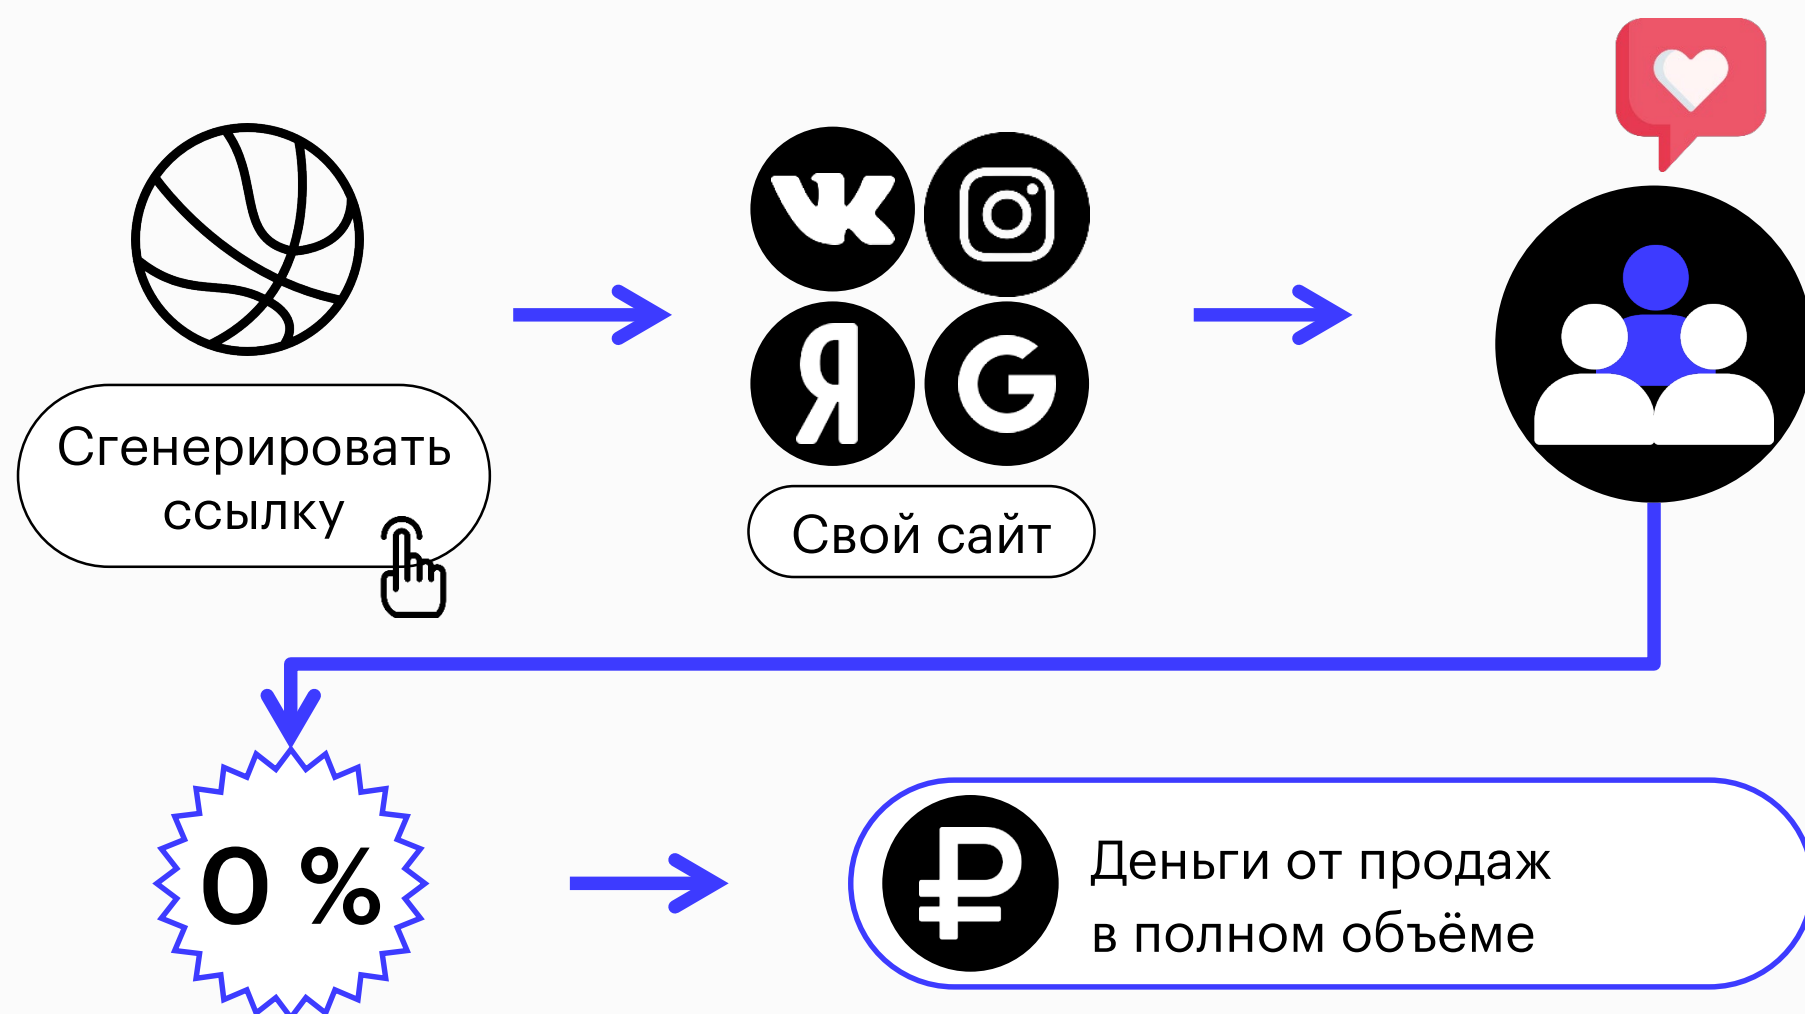 Сгенерировать
ссылку
Я
G
Свой сайт
0 %
₽
Деньги от продаж
в полном объёме